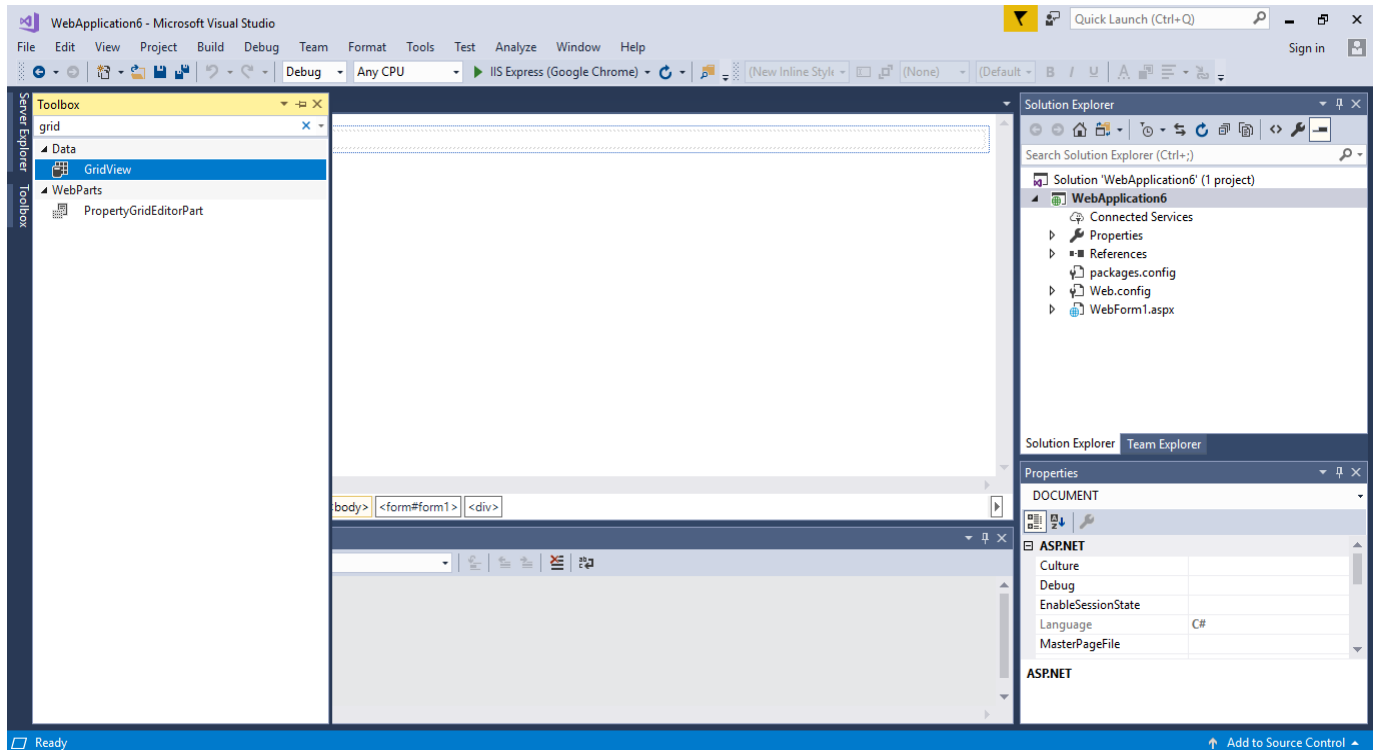 WebApplication6 - Microsoft Visual Studio
Quick Launch (Ctrl+Q)
File Edit View Project Build Debug Team Format Tools Test Analyze Window Help
Sign in
Debug Any CPU IIS Express (Google Chrome) (New Inline Style (None) (Default B I U A
Server Explorer
Toolbox
Toolbox
grid
Data
GridView
WebParts
PropertyGridEditorPart
body> <form#form1> <div>
Solution Explorer
Search Solution Explorer (Ctrl+;)
Solution 'WebApplication6' (1 project)
WebApplication6
Connected Services
Properties
References
packages.config
Web.config
WebForm1.aspx
Solution Explorer Team Explorer
Properties
DOCUMENT
ASP.NET
Culture
Debug
EnableSessionState
Language C#
MasterPageFile
ASP.NET
Ready
Add to Source Control